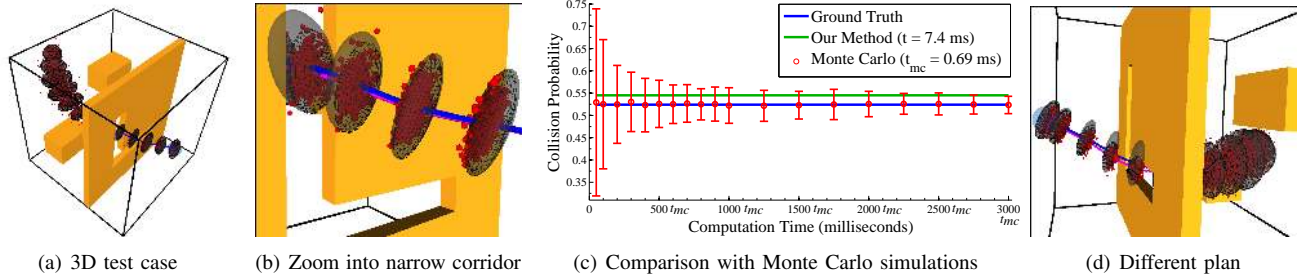 0.75
0.7
0.65
0.6
0.55
0.5
0.45
0.4
0.35
Collision Probability
Ground Truth
Our Method (t = 7.4 ms)
Monte Carlo (t_mc = 0.69 ms)
0 500 t_mc 1000 t_mc 1500 t_mc 2000 t_mc 2500 t_mc 3000 t_mc
Computation Time (milliseconds)
(a) 3D test case
(b) Zoom into narrow corridor
(c) Comparison with Monte Carlo simulations
(d) Different plan